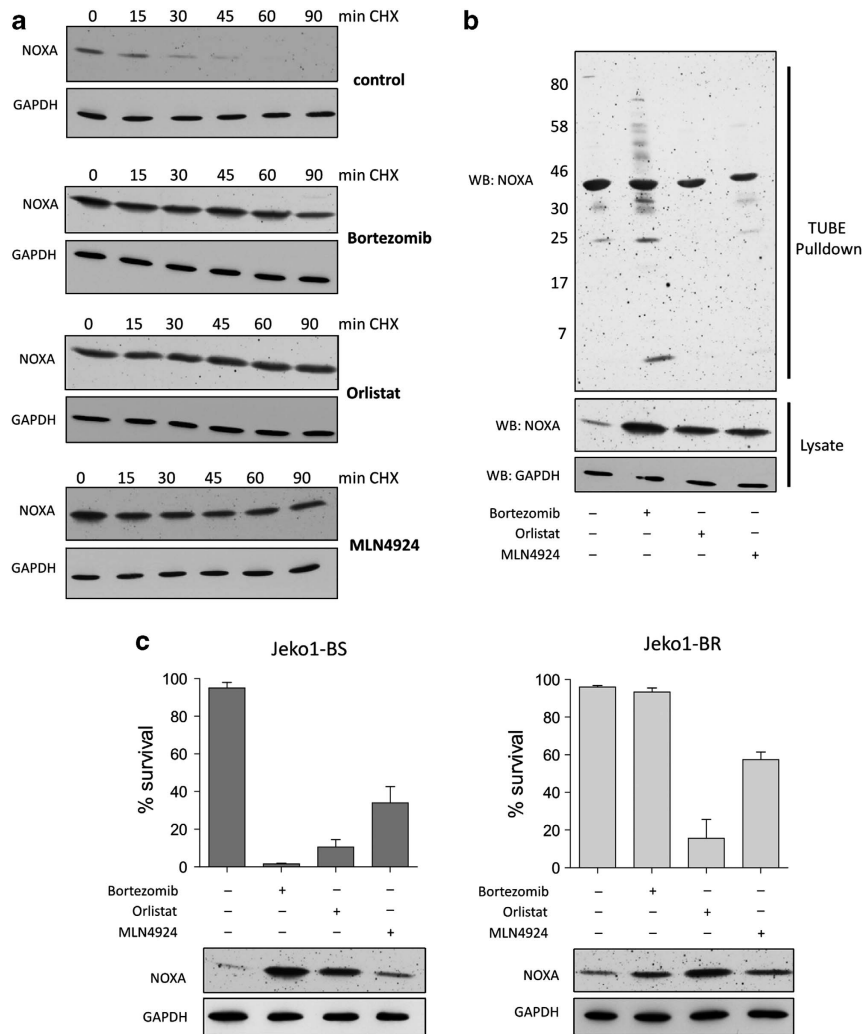 a
0 15 30 45 60 90 min CHX
NOXA
control
GAPDH
0 15 30 45 60 90 min CHX
NOXA
Bortezomib
GAPDH
0 15 30 45 60 90 min CHX
NOXA
Orlistat
GAPDH
0 15 30 45 60 90 min CHX
NOXA
MLN4924
GAPDH
b
80
58
46
WB: NOXA
30
25
17
7
TUBE
Pulldown
WB: NOXA
Lysate
WB: GAPDH
Bortezomib – + – –
Orlistat – – + –
MLN4924 – – – +
c
Jeko1-BS
% survival
100
80
60
40
20
0
Bortezomib – + – –
Orlistat – – + –
MLN4924 – – – +
NOXA
GAPDH
Jeko1-BR
% survival
100
80
60
40
20
0
Bortezomib – + – –
Orlistat – – + –
MLN4924 – – – +
NOXA
GAPDH